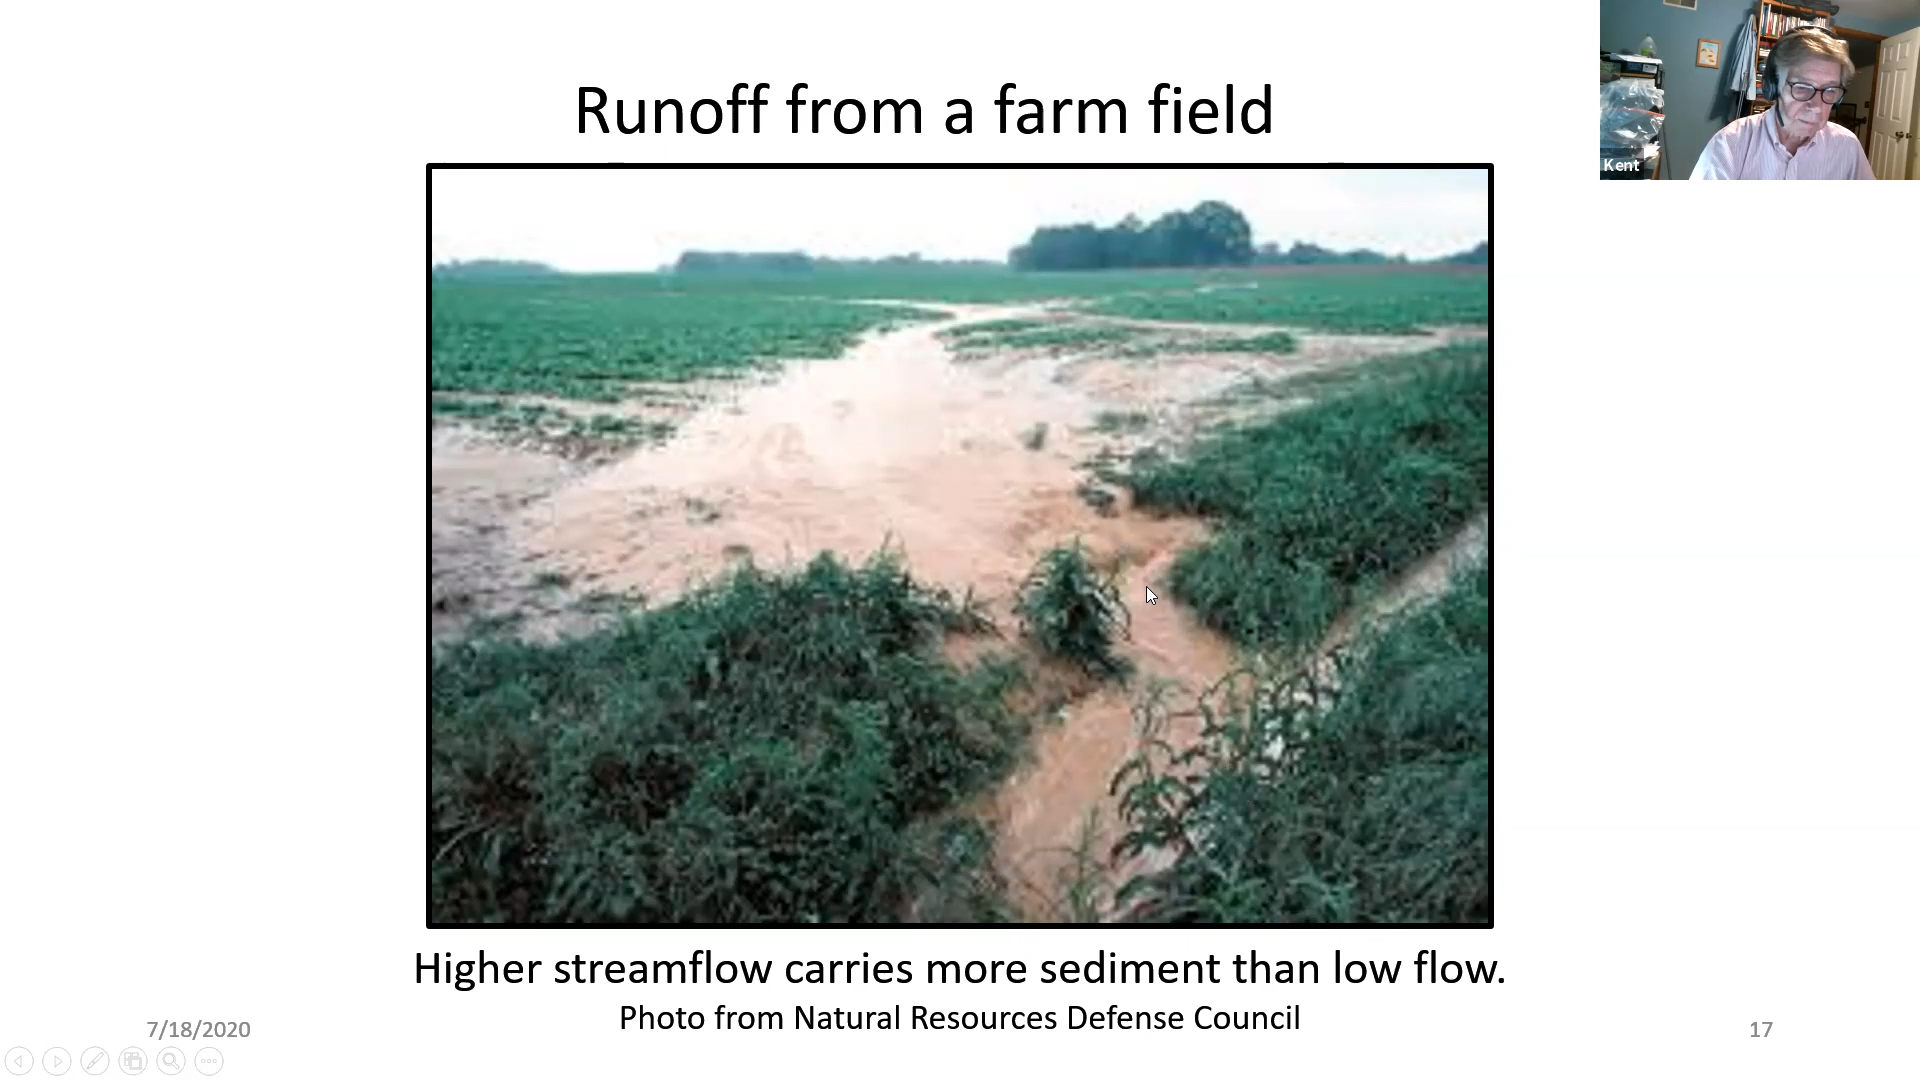 Runoff from a farm field
Kent
Higher streamflow carries more sediment than low flow.
Photo from Natural Resources Defense Council
7/18/2020
17